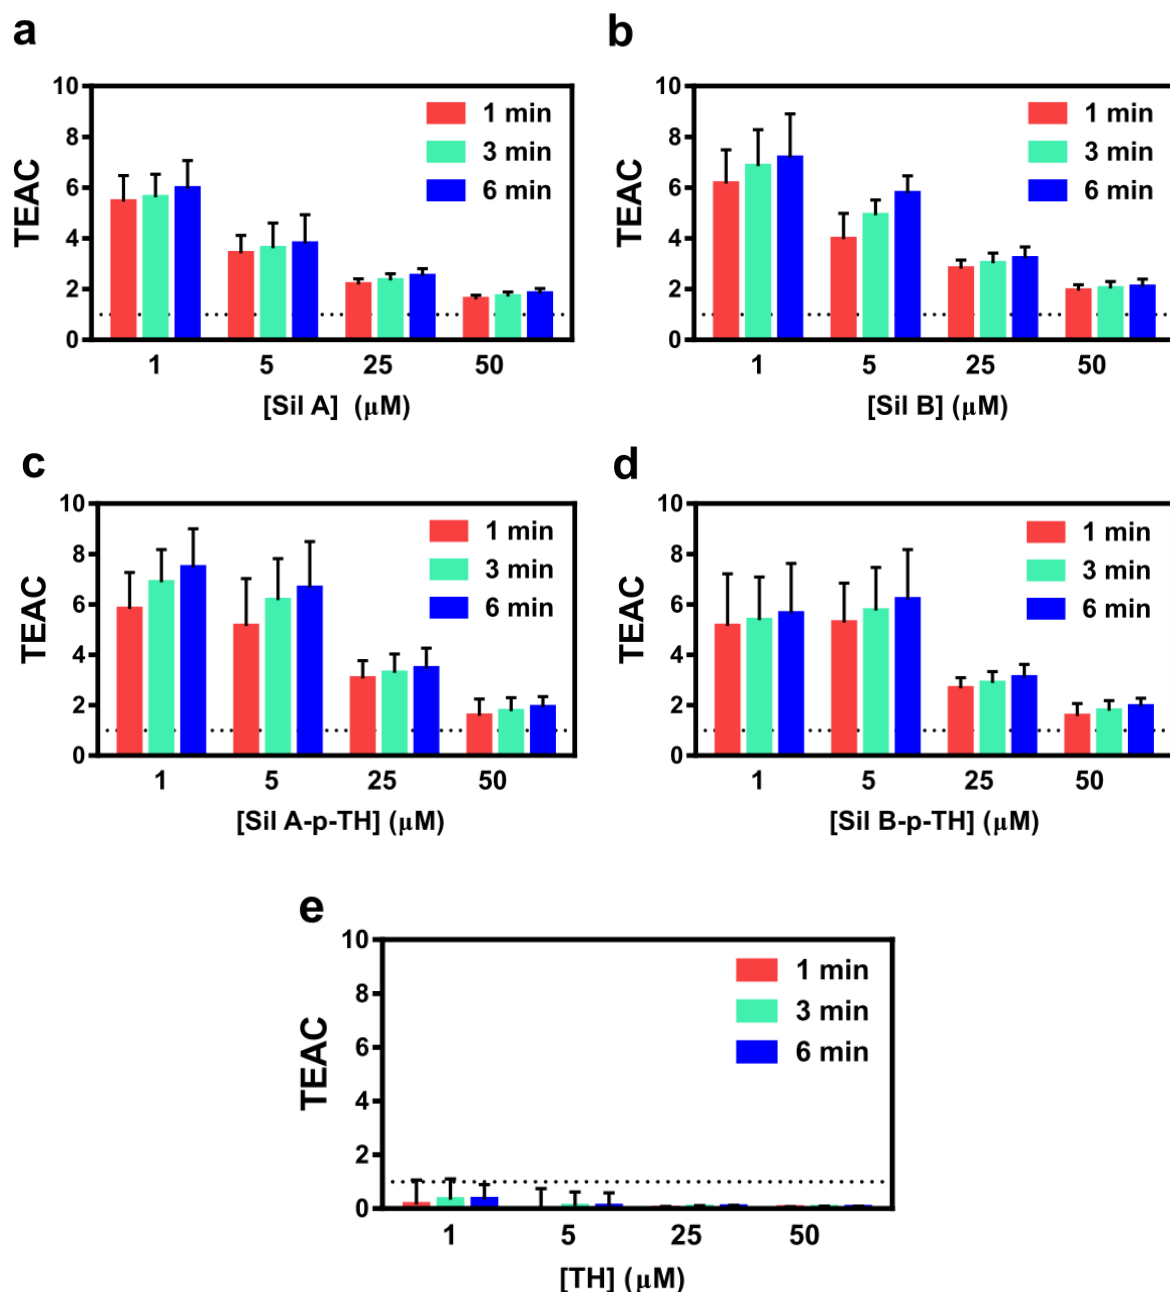 a
10
8
6
4
2
0
TEAC
1 min
3 min
6 min
1 5 25 50
[Sil A] (µM)
b
10
8
6
4
2
0
TEAC
1 min
3 min
6 min
1 5 25 50
[Sil B] (µM)
c
10
8
6
4
2
0
TEAC
1 min
3 min
6 min
1 5 25 50
[Sil A-p-TH] (µM)
d
10
8
6
4
2
0
TEAC
1 min
3 min
6 min
1 5 25 50
[Sil B-p-TH] (µM)
e
10
8
6
4
2
0
TEAC
1 min
3 min
6 min
1 5 25 50
[TH] (µM)